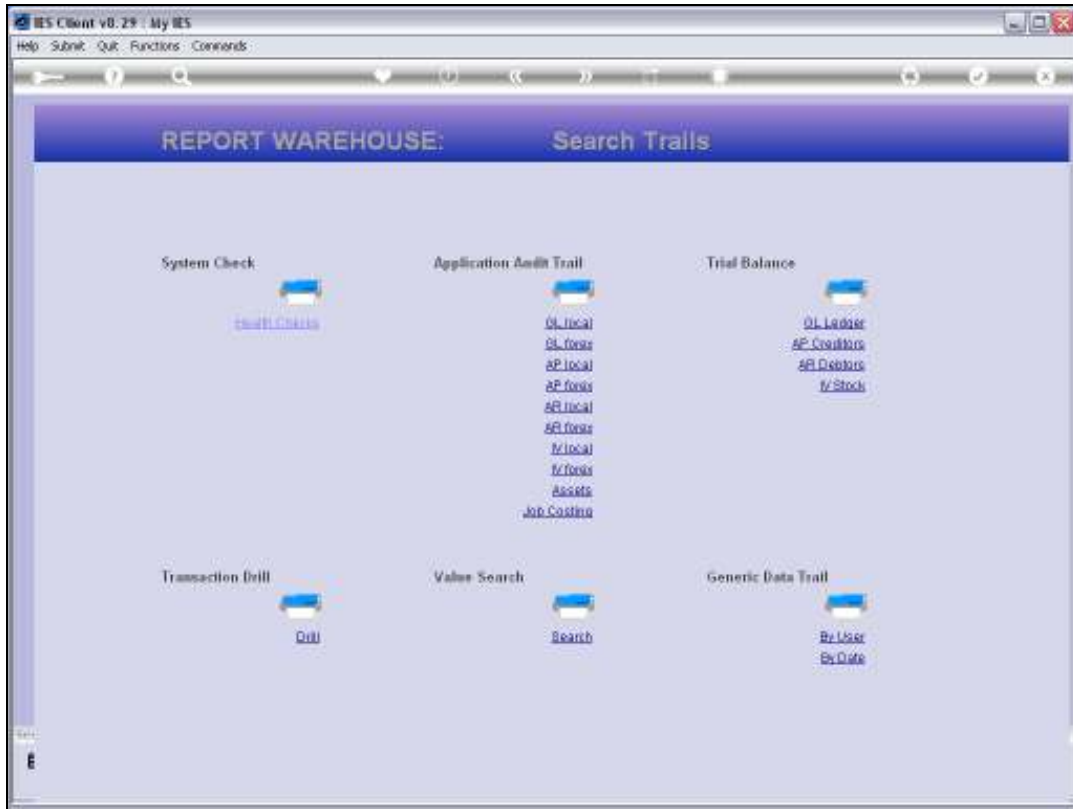 IES Client v8.29 : My IES
Help Submit Quit Functions Commands
REPORT WAREHOUSE: Search Trails
System Check
Health Checks
Application Audit Trail
GL local
GL forex
AP local
AP forex
AR local
AR forex
IV local
IV forex
Assets
Job Costing
Trial Balance
GL Ledger
AP Creditors
AR Debtors
IV Stock
Transaction Drill
Drill
Value Search
Search
Generic Data Trail
By User
By Date